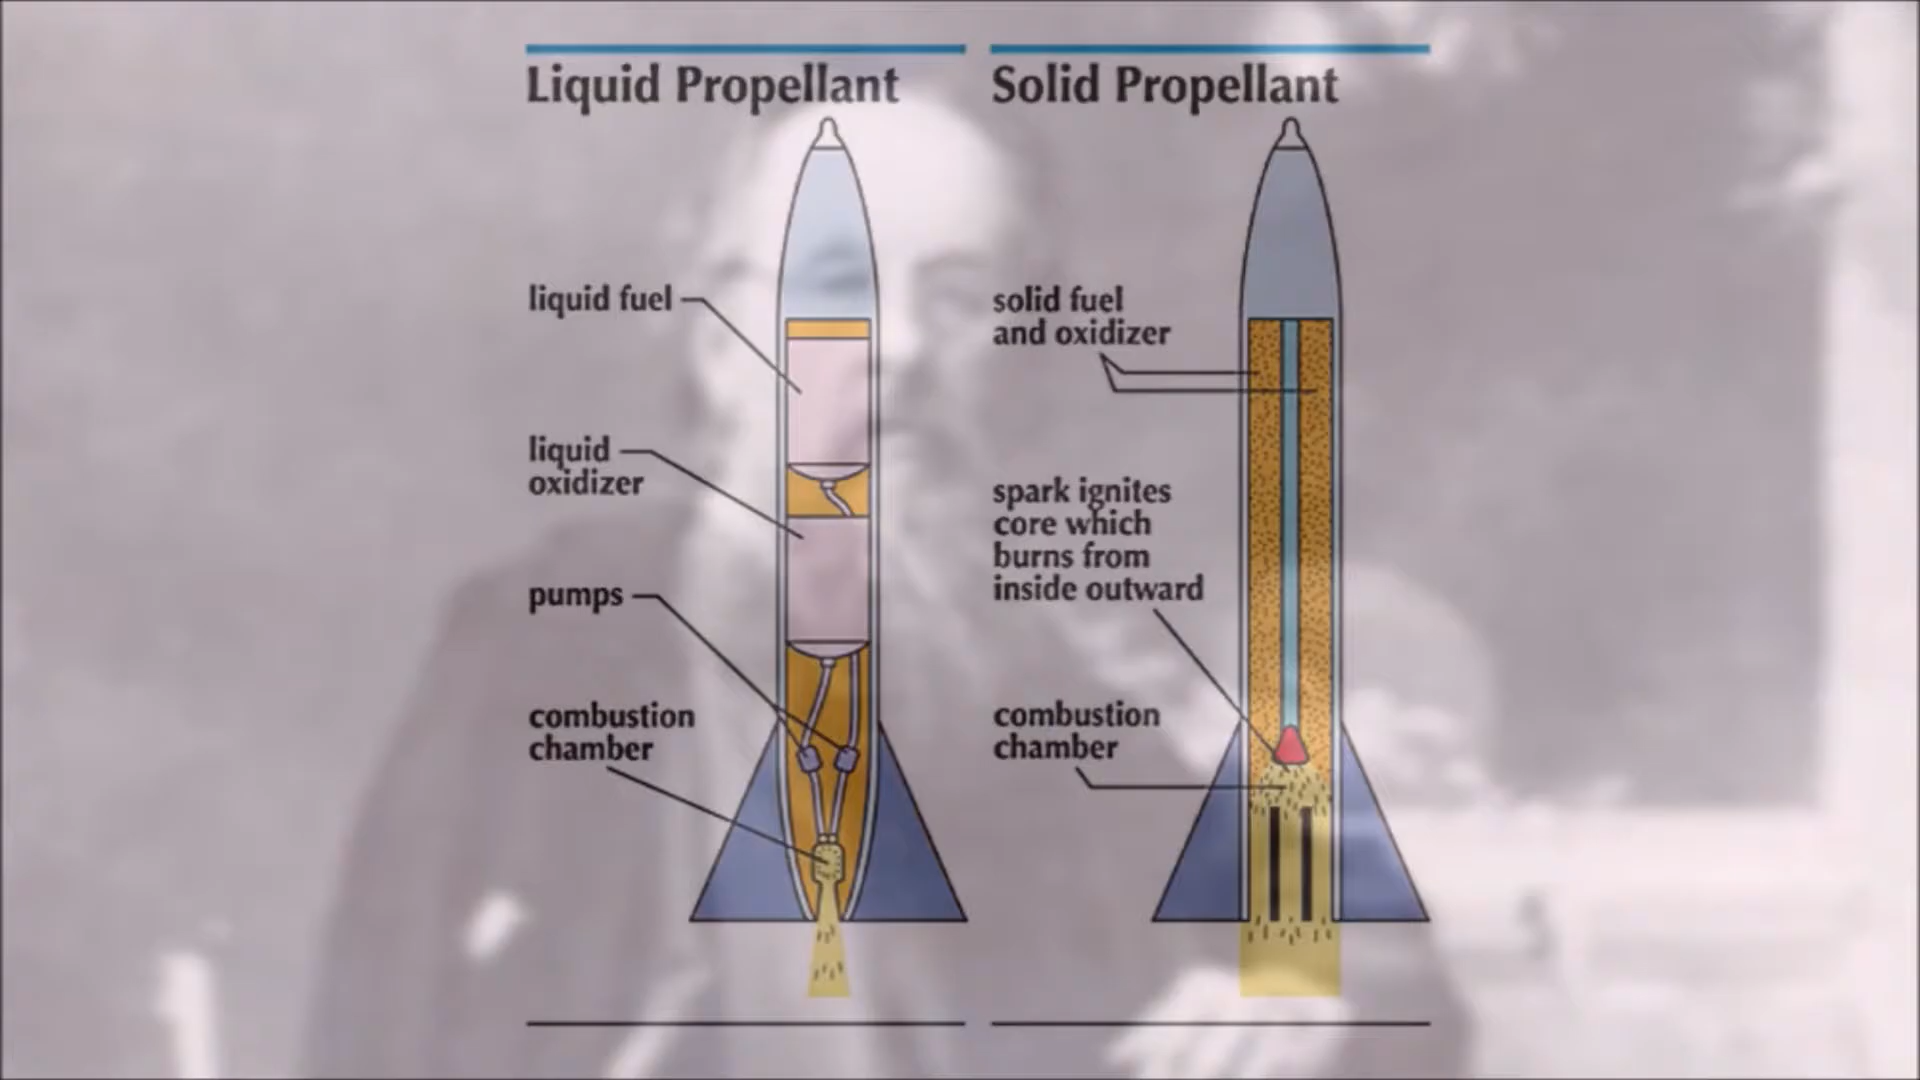 Liquid Propellant
liquid fuel
liquid
oxidizer
pumps
combustion
chamber
Solid Propellant
solid fuel
and oxidizer
spark ignites
core which
burns from
inside outward
combustion
chamber